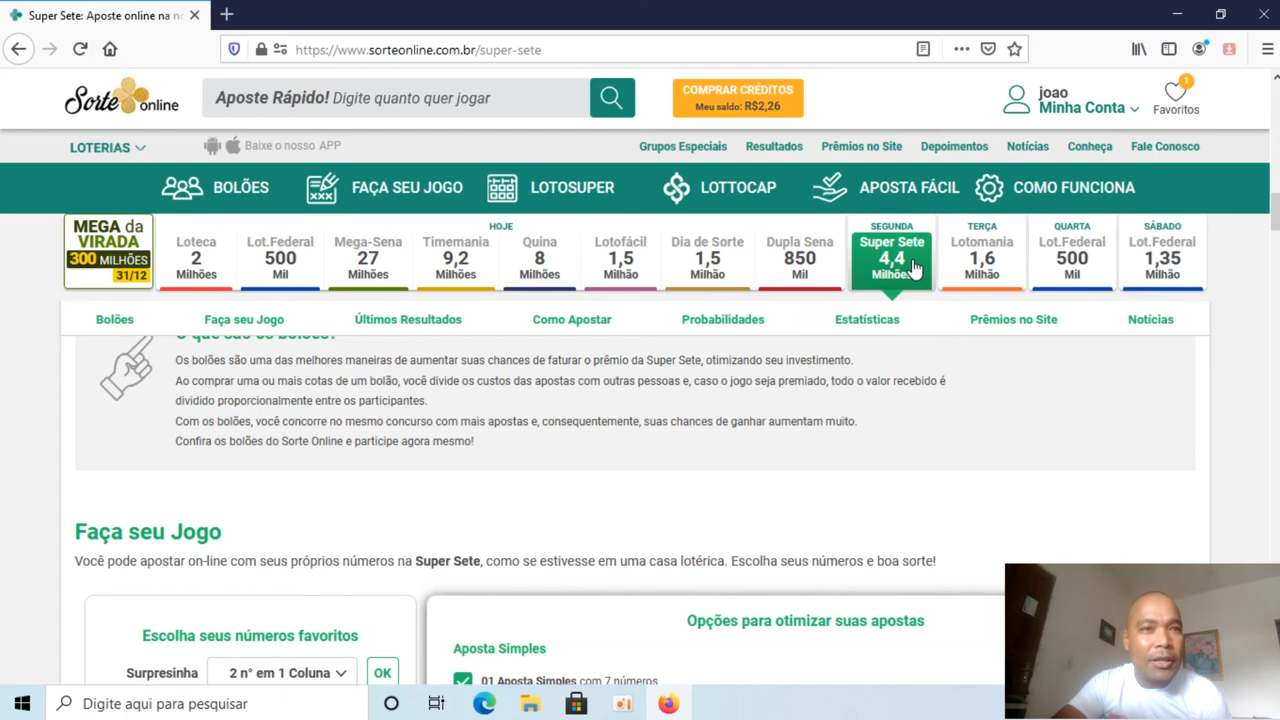 Super Sete: Aposte online na n
https://www.sorteonline.com.br/super-sete
Sorte online
Aposte Rápido! Digite quanto quer jogar
COMPRAR CRÉDITOS
Meu saldo: R$2,26
joao
Minha Conta
1
Favoritos
LOTERIAS
Baixe o nosso APP
Grupos Especiais
Resultados
Prêmios no Site
Depoimentos
Notícias
Conheça
Fale Conosco
BOLÕES
FAÇA SEU JOGO
LOTOSUPER
LOTTOCAP
APOSTA FÁCIL
COMO FUNCIONA
MEGA da
VIRADA
300 MILHÕES
31/12
HOJE
Loteca
2
Milhões
Lot.Federal
500
Mil
Mega-Sena
27
Milhões
Timemania
9,2
Milhões
Quina
8
Milhões
Lotofácil
1,5
Milhão
Dia de Sorte
1,5
Milhão
Dupla Sena
850
Mil
SEGUNDA
Super Sete
4,4
Milhões
TERÇA
Lotomania
1,6
Milhão
QUARTA
Lot.Federal
500
Mil
SÁBADO
Lot.Federal
1,35
Milhão
Bolões
Faça seu Jogo
Últimos Resultados
Como Apostar
Probabilidades
Estatísticas
Prêmios no Site
Notícias
O que são os bolões?
Os bolões são uma das melhores maneiras de aumentar suas chances de faturar o prêmio da Super Sete, otimizando seu investimento.
Ao comprar uma ou mais cotas de um bolão, você divide os custos das apostas com outras pessoas e, caso o jogo seja premiado, todo o valor recebido é
dividido proporcionalmente entre os participantes.
Com os bolões, você concorre no mesmo concurso com mais apostas e, consequentemente, suas chances de ganhar aumentam muito.
Confira os bolões do Sorte Online e participe agora mesmo!
Faça seu Jogo
Você pode apostar on-line com seus próprios números na Super Sete, como se estivesse em uma casa lotérica. Escolha seus números e boa sorte!
Escolha seus números favoritos
Surpresinha
2 n° em 1 Coluna
OK
Opções para otimizar suas apostas
Aposta Simples
01 Aposta Simples com 7 números
Digite aqui para pesquisar